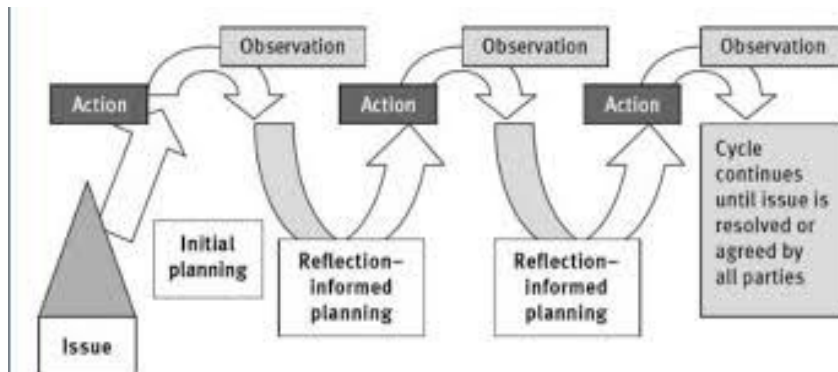 Observation
Observation
Observation
Action
Action
Action
Initial
planning
Reflection–
informed
planning
Reflection–
informed
planning
Cycle
continues
until issue is
resolved or
agreed by
all parties
Issue